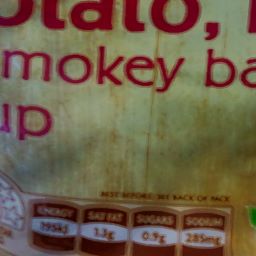 otato,
mokey ba
up
BEST BEFORE: SEE BACK OF PACK
ENERGY SAT FAT SUGARS SODIUM
395kJ 1.3g 0.9g 285mg